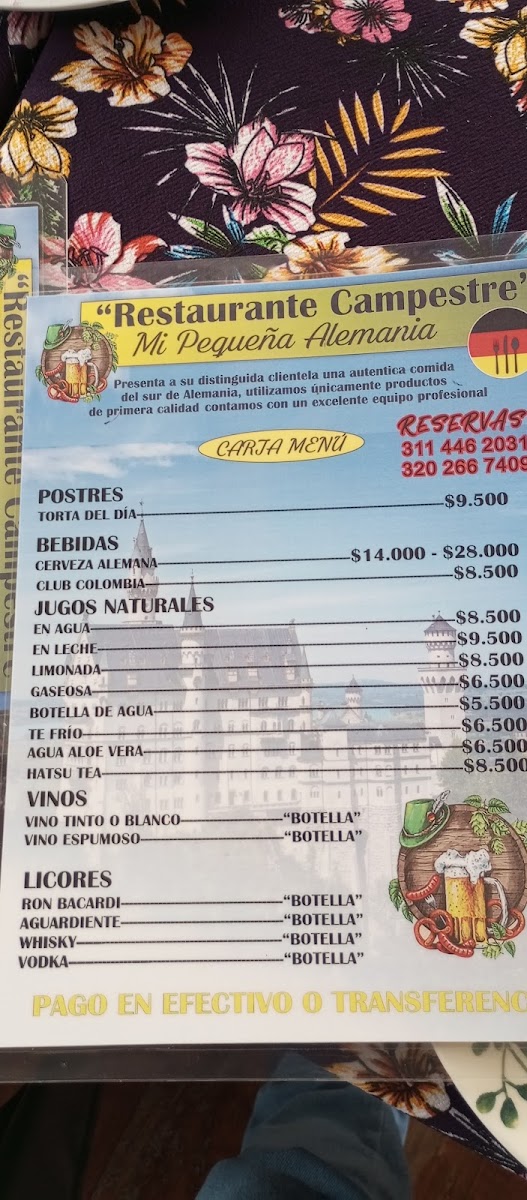 "Restaurante Campestre"
Mi Pequeña Alemania
Presenta a su distinguida clientela una autentica comida
del sur de Alemania, utilizamos únicamente productos
de primera calidad contamos con un excelente equipo profesional
RESERVAS
311 446 2031
320 266 7409
CARTA MENÚ
POSTRES
TORTA DEL DÍA $9.500
BEBIDAS
CERVEZA ALEMANA $14.000 - $28.000
CLUB COLOMBIA $8.500
JUGOS NATURALES
EN AGUA $8.500
EN LECHE $9.500
LIMONADA $8.500
GASEOSA $6.500
BOTELLA DE AGUA $5.500
TE FRÍO $6.500
AGUA ALOE VERA $6.500
HATSU TEA $8.500
VINOS
VINO TINTO O BLANCO "BOTELLA"
VINO ESPUMOSO "BOTELLA"
LICORES
RON BACARDI "BOTELLA"
AGUARDIENTE "BOTELLA"
WHISKY "BOTELLA"
VODKA "BOTELLA"
PAGO EN EFECTIVO O TRANSFERENC
"Restaurante Campestre